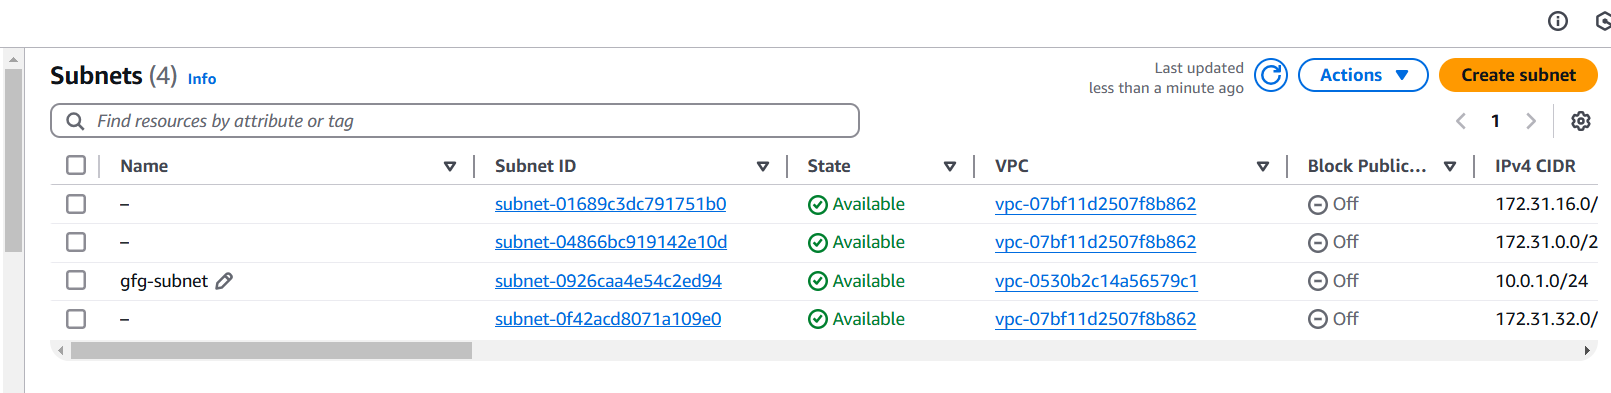 Subnets (4) Info
Last updated
less than a minute ago
Actions
Create subnet
Find resources by attribute or tag
1
Name Subnet ID State VPC Block Public... IPv4 CIDR
– subnet-01689c3dc791751b0 Available vpc-07bf11d2507f8b862 Off 172.31.16.0/
– subnet-04866bc919142e10d Available vpc-07bf11d2507f8b862 Off 172.31.0.0/2
gfg-subnet subnet-0926caa4e54c2ed94 Available vpc-0530b2c14a56579c1 Off 10.0.1.0/24
– subnet-0f42acd8071a109e0 Available vpc-07bf11d2507f8b862 Off 172.31.32.0/